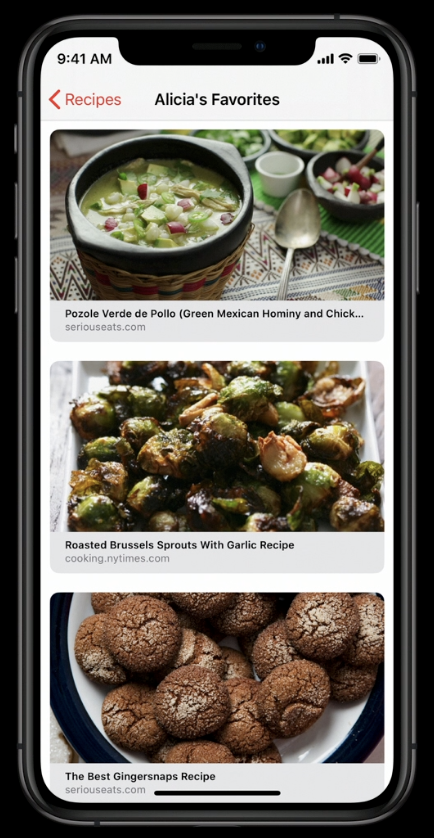 9:41 AM
Recipes
Alicia's Favorites
Pozole Verde de Pollo (Green Mexican Hominy and Chick...
seriouseats.com
Roasted Brussels Sprouts With Garlic Recipe
cooking.nytimes.com
The Best Gingersnaps Recipe
seriouseats.com